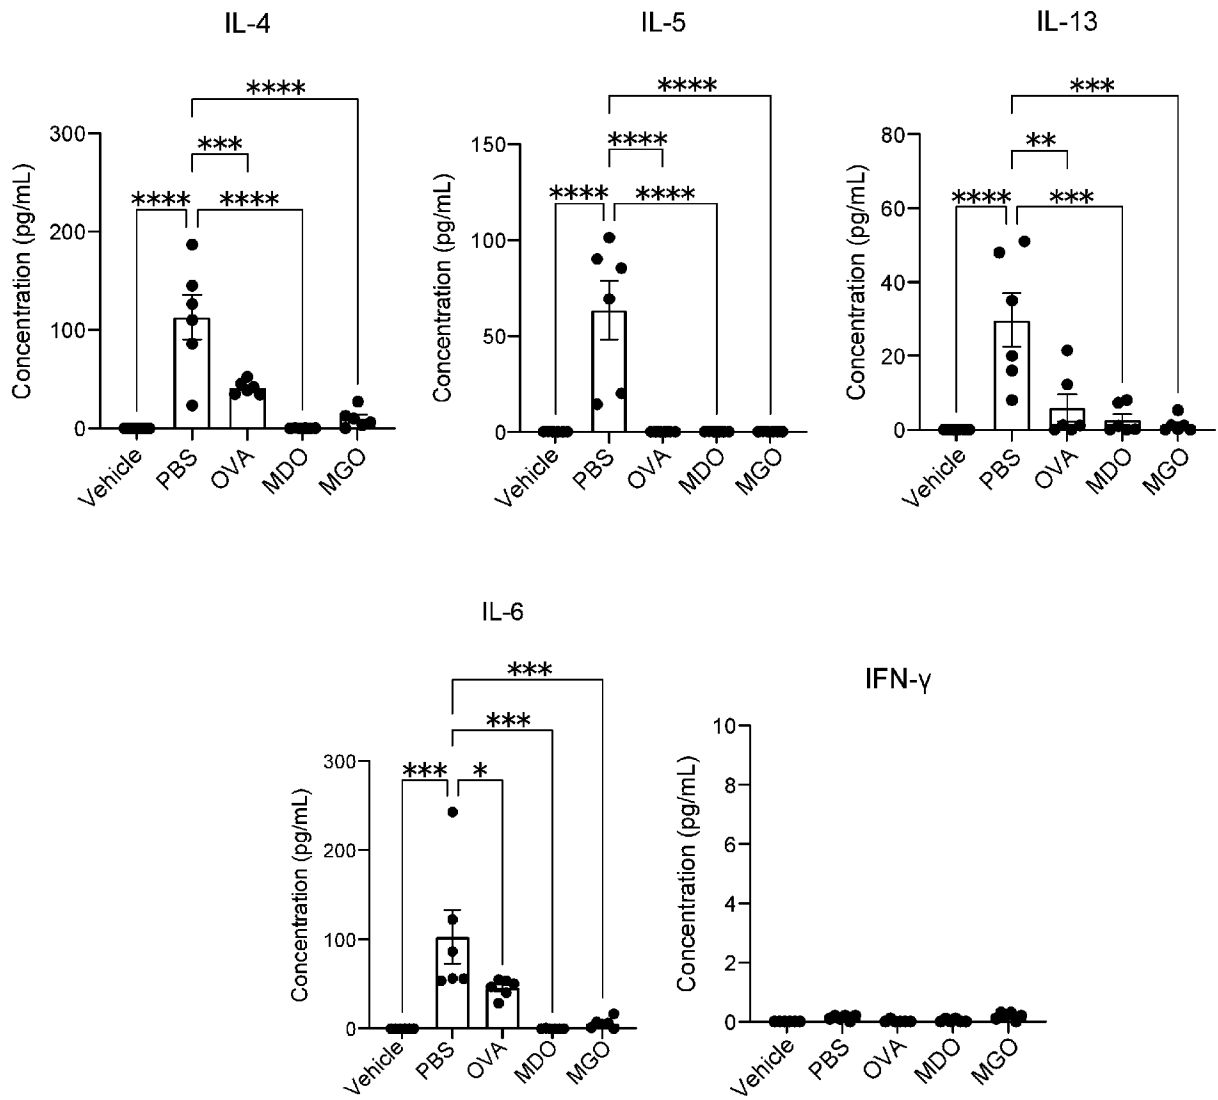 IL-4
IL-5
IL-13
****
***
****
****
Concentration (pg/mL)
300
200
100
0
Vehicle
PBS
OVA
MDO
MGO
****
****
****
****
Concentration (pg/mL)
150
100
50
0
Vehicle
PBS
OVA
MDO
MGO
***
**
****
***
Concentration (pg/mL)
80
60
40
20
0
Vehicle
PBS
OVA
MDO
MGO
IL-6
***
***
***
*
Concentration (pg/mL)
300
200
100
0
Vehicle
PBS
OVA
MDO
MGO
IFN-γ
Concentration (pg/mL)
10
8
6
4
2
0
Vehicle
PBS
OVA
MDO
MGO